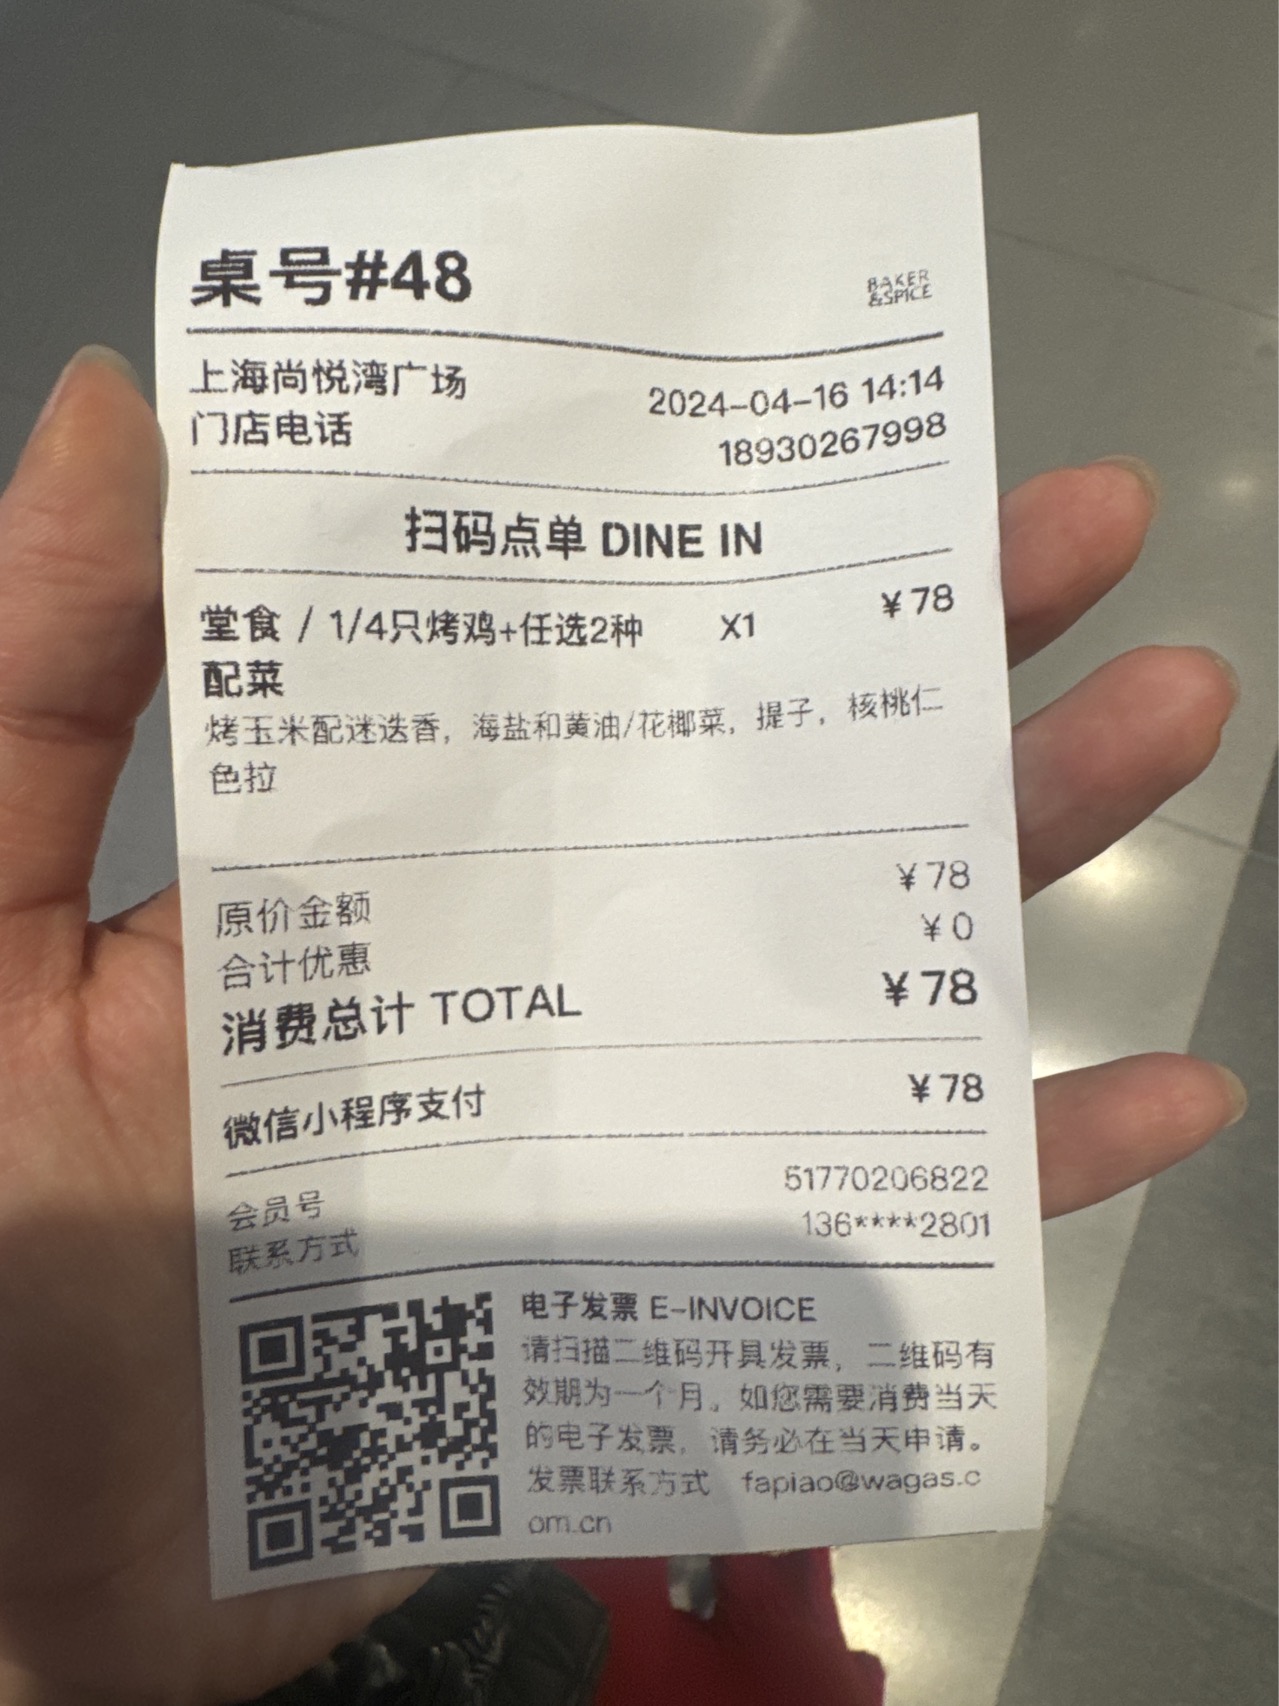 桌号#48
BAKER
&SPICE
上海尚悦湾广场 2024-04-16 14:14
门店电话 18930267998
扫码点单 DINE IN
堂食 / 1/4只烤鸡+任选2种 X1 ¥78
配菜
烤玉米配迷迭香，海盐和黄油/花椰菜，提子，核桃仁
色拉
原价金额 ¥78
合计优惠 ¥0
消费总计 TOTAL ¥78
微信小程序支付 ¥78
会员号 51770206822
联系方式 136****2801
电子发票 E-INVOICE
请扫描二维码开具发票，二维码有
效期为一个月。如您需要消费当天
的电子发票，请务必在当天申请。
发票联系方式 fapiao@wagas.c
om.cn